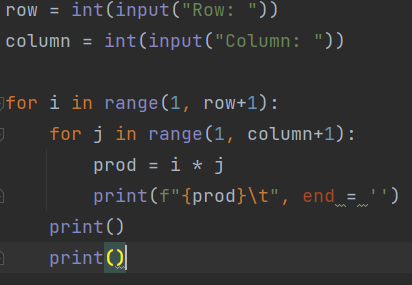 row = int(input("Row: "))
column = int(input("Column: "))
for i in range(1, row+1):
    for j in range(1, column+1):
        prod = i * j
        print(f"{prod}\t", end = '')
    print()
    print()